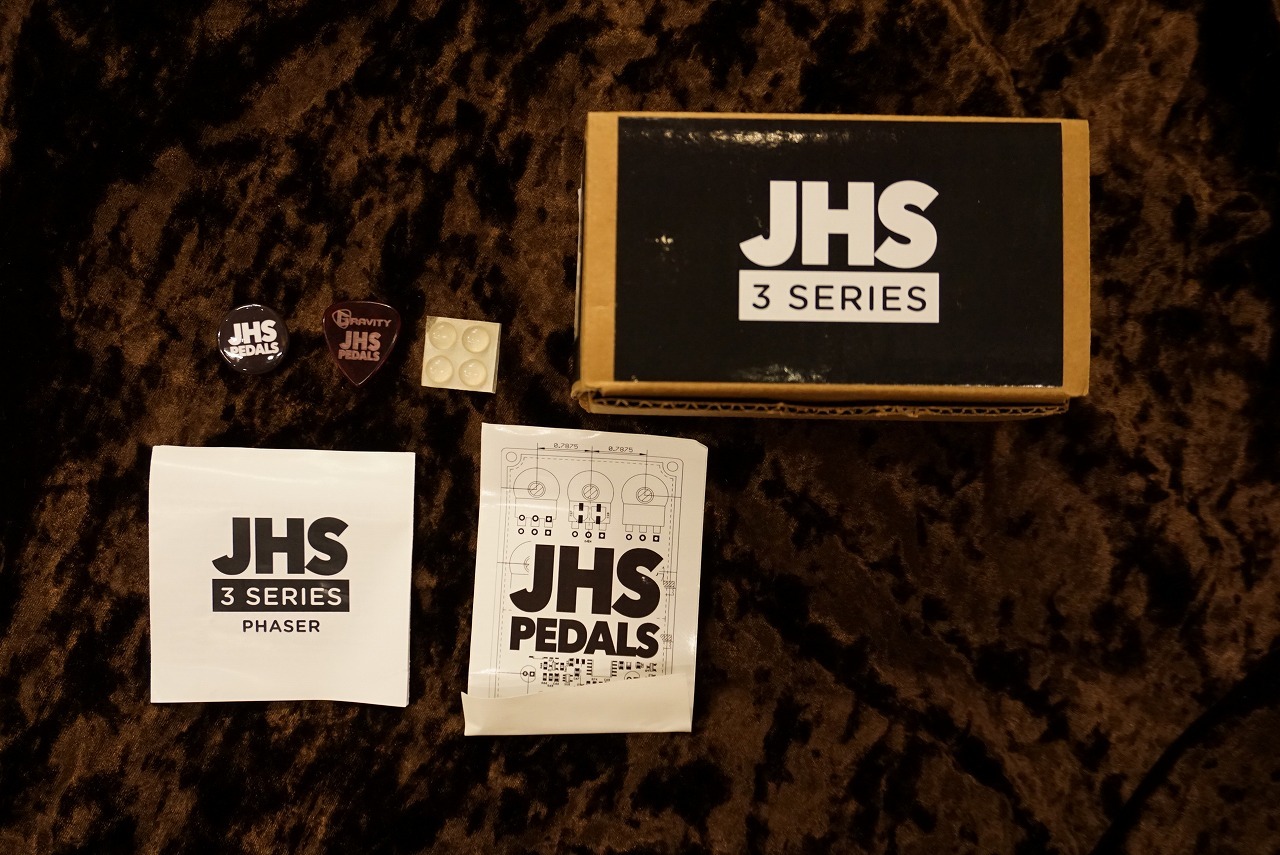 JHS
3 SERIES
JHS
PEDALS
GRAVITY
JHS
PEDALS
JHS
3 SERIES
PHASER
0.7875 0.7875
JHS
PEDALS